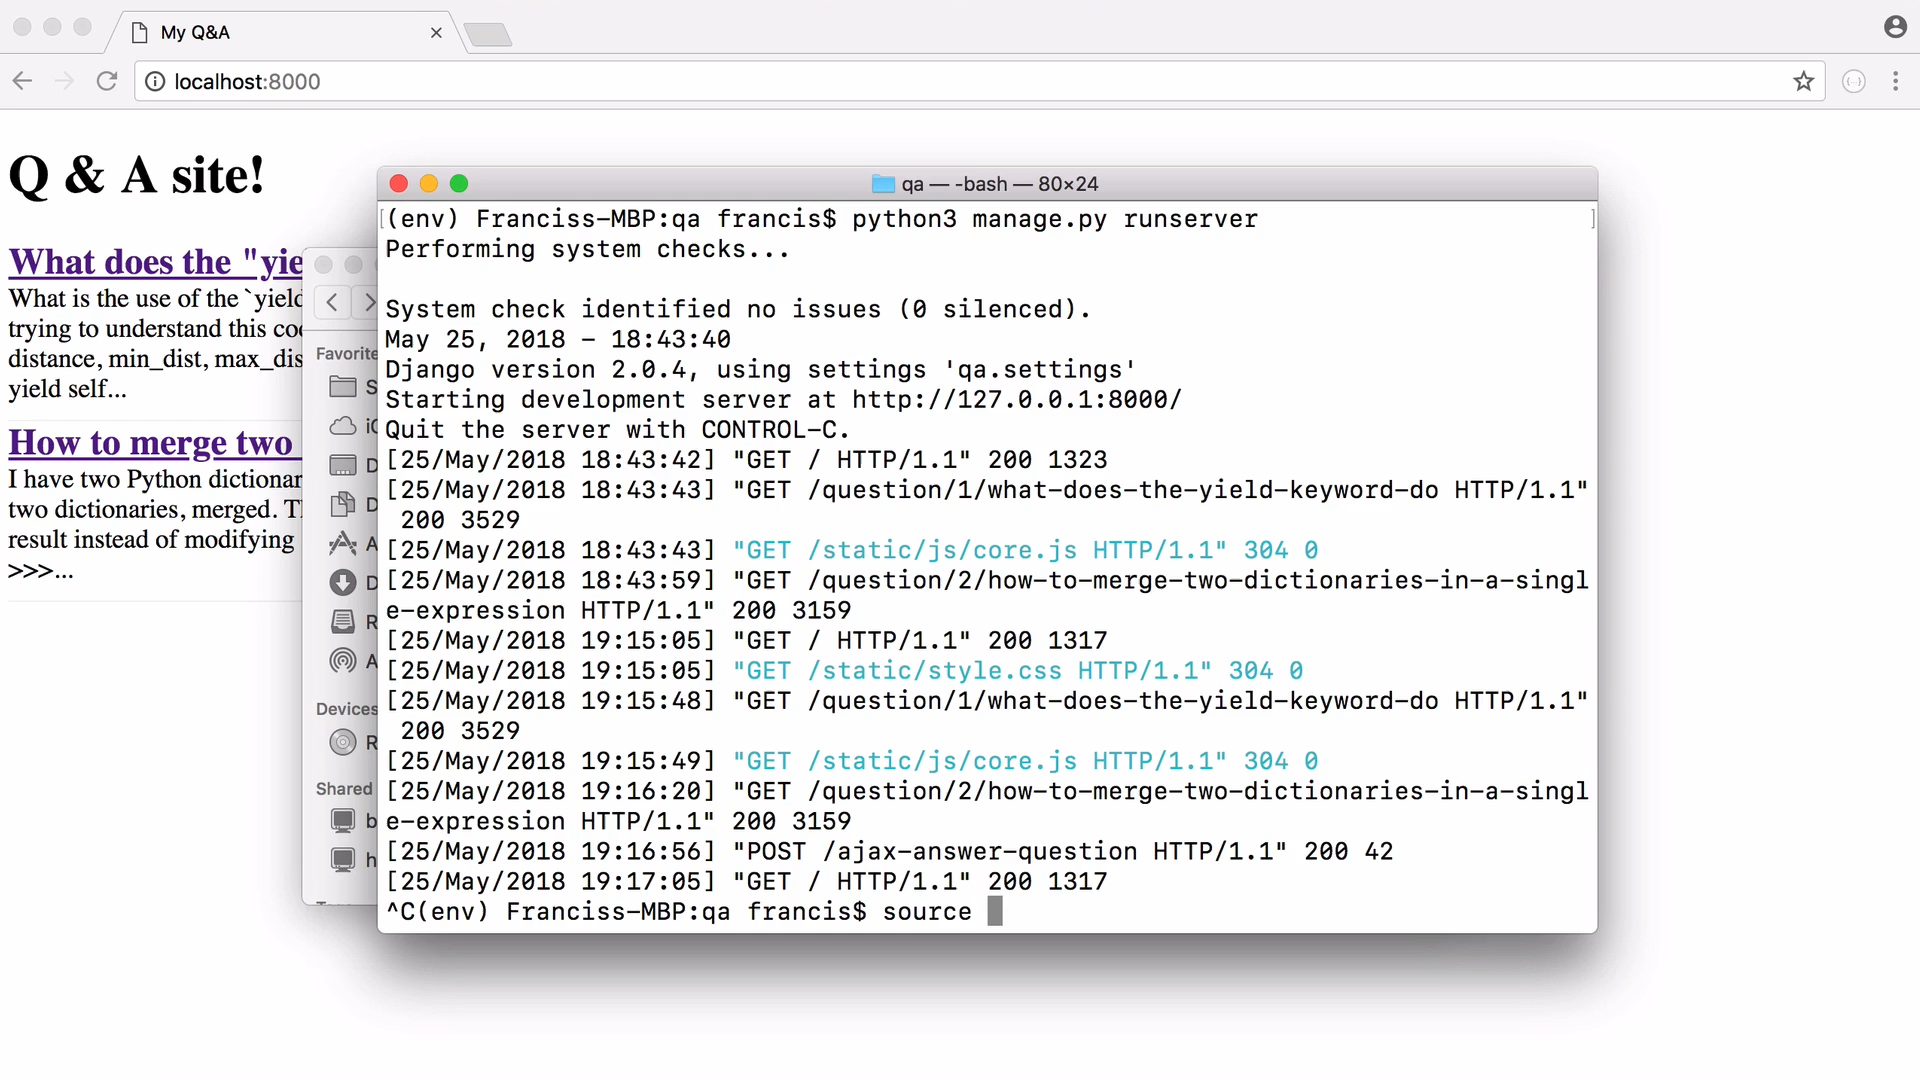 My Q&A
localhost:8000
Q & A site!
What does the "yie
What is the use of the `yield
trying to understand this co
distance, min_dist, max_dis
yield self...
How to merge two
I have two Python dictionar
two dictionaries, merged. T
result instead of modifying
>>>...
Favorite
S
iC
D
D
A
D
R
A
Devices
R
Shared
b
h
qa — -bash — 80×24
(env) Franciss-MBP:qa francis$ python3 manage.py runserver
Performing system checks...
System check identified no issues (0 silenced).
May 25, 2018 - 18:43:40
Django version 2.0.4, using settings 'qa.settings'
Starting development server at http://127.0.0.1:8000/
Quit the server with CONTROL-C.
[25/May/2018 18:43:42] "GET / HTTP/1.1" 200 1323
[25/May/2018 18:43:43] "GET /question/1/what-does-the-yield-keyword-do HTTP/1.1"
200 3529
[25/May/2018 18:43:43] "GET /static/js/core.js HTTP/1.1" 304 0
[25/May/2018 18:43:59] "GET /question/2/how-to-merge-two-dictionaries-in-a-singl
e-expression HTTP/1.1" 200 3159
[25/May/2018 19:15:05] "GET / HTTP/1.1" 200 1317
[25/May/2018 19:15:05] "GET /static/style.css HTTP/1.1" 304 0
[25/May/2018 19:15:48] "GET /question/1/what-does-the-yield-keyword-do HTTP/1.1"
200 3529
[25/May/2018 19:15:49] "GET /static/js/core.js HTTP/1.1" 304 0
[25/May/2018 19:16:20] "GET /question/2/how-to-merge-two-dictionaries-in-a-singl
e-expression HTTP/1.1" 200 3159
[25/May/2018 19:16:56] "POST /ajax-answer-question HTTP/1.1" 200 42
[25/May/2018 19:17:05] "GET / HTTP/1.1" 200 1317
^C(env) Franciss-MBP:qa francis$ source